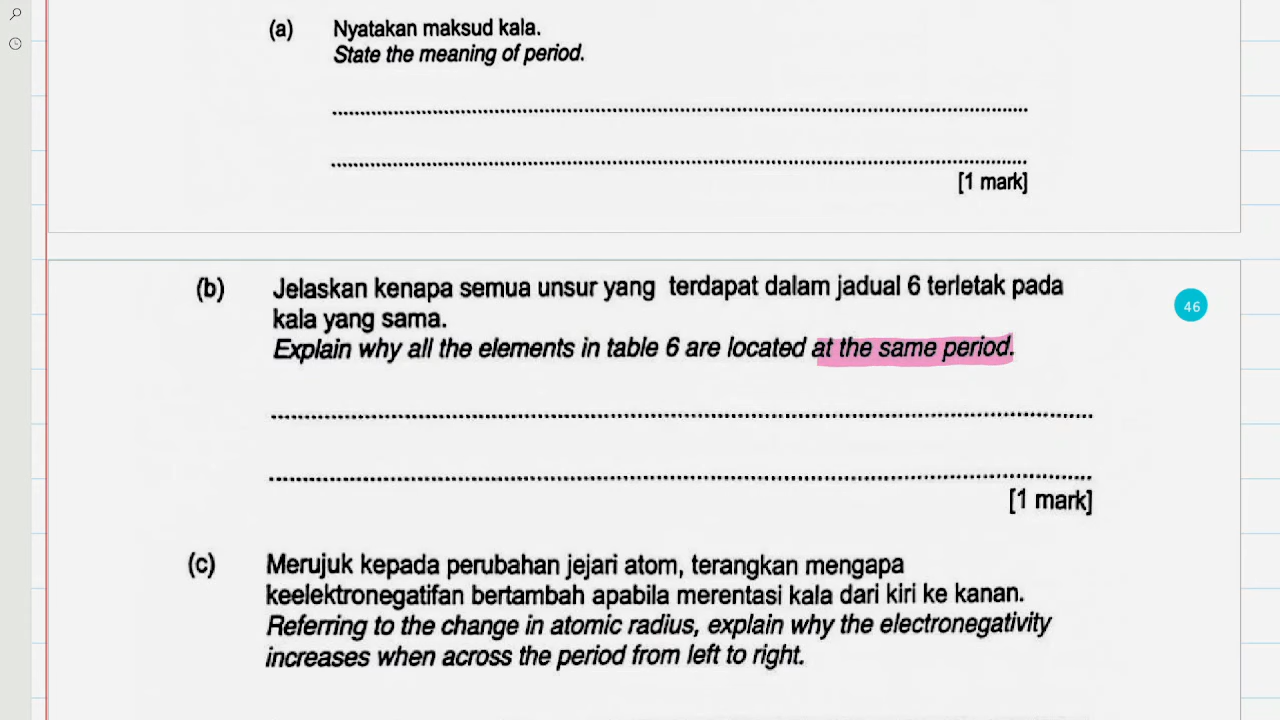 (a) Nyatakan maksud kala.
State the meaning of period.
[1 mark]
(b) Jelaskan kenapa semua unsur yang terdapat dalam jadual 6 terletak pada
kala yang sama.
46
Explain why all the elements in table 6 are located at the same period.
[1 mark]
(c) Merujuk kepada perubahan jejari atom, terangkan mengapa
keelektronegatifan bertambah apabila merentasi kala dari kiri ke kanan.
Referring to the change in atomic radius, explain why the electronegativity
increases when across the period from left to right.